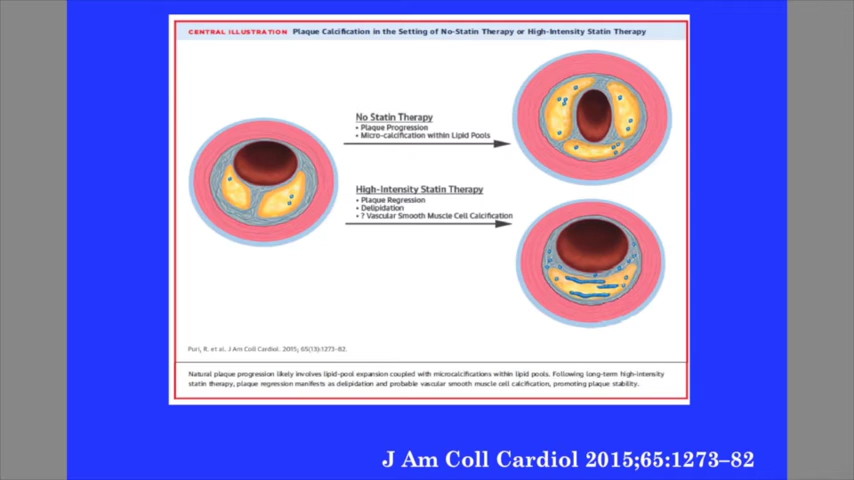 CENTRAL ILLUSTRATION Plaque Calcification in the Setting of No-Statin Therapy or High-Intensity Statin Therapy
No Statin Therapy
• Plaque Progression
• Micro-calcification within Lipid Pools
High-Intensity Statin Therapy
• Plaque Regression
• Delipidation
• ? Vascular Smooth Muscle Cell Calcification
Puri, R. et al. J Am Coll Cardiol. 2015; 65(13):1273–82.
Natural plaque progression likely involves lipid-pool expansion coupled with microcalcifications within lipid pools. Following long-term high-intensity
statin therapy, plaque regression manifests as delipidation and probable vascular smooth muscle cell calcification, promoting plaque stability.
J Am Coll Cardiol 2015;65:1273–82